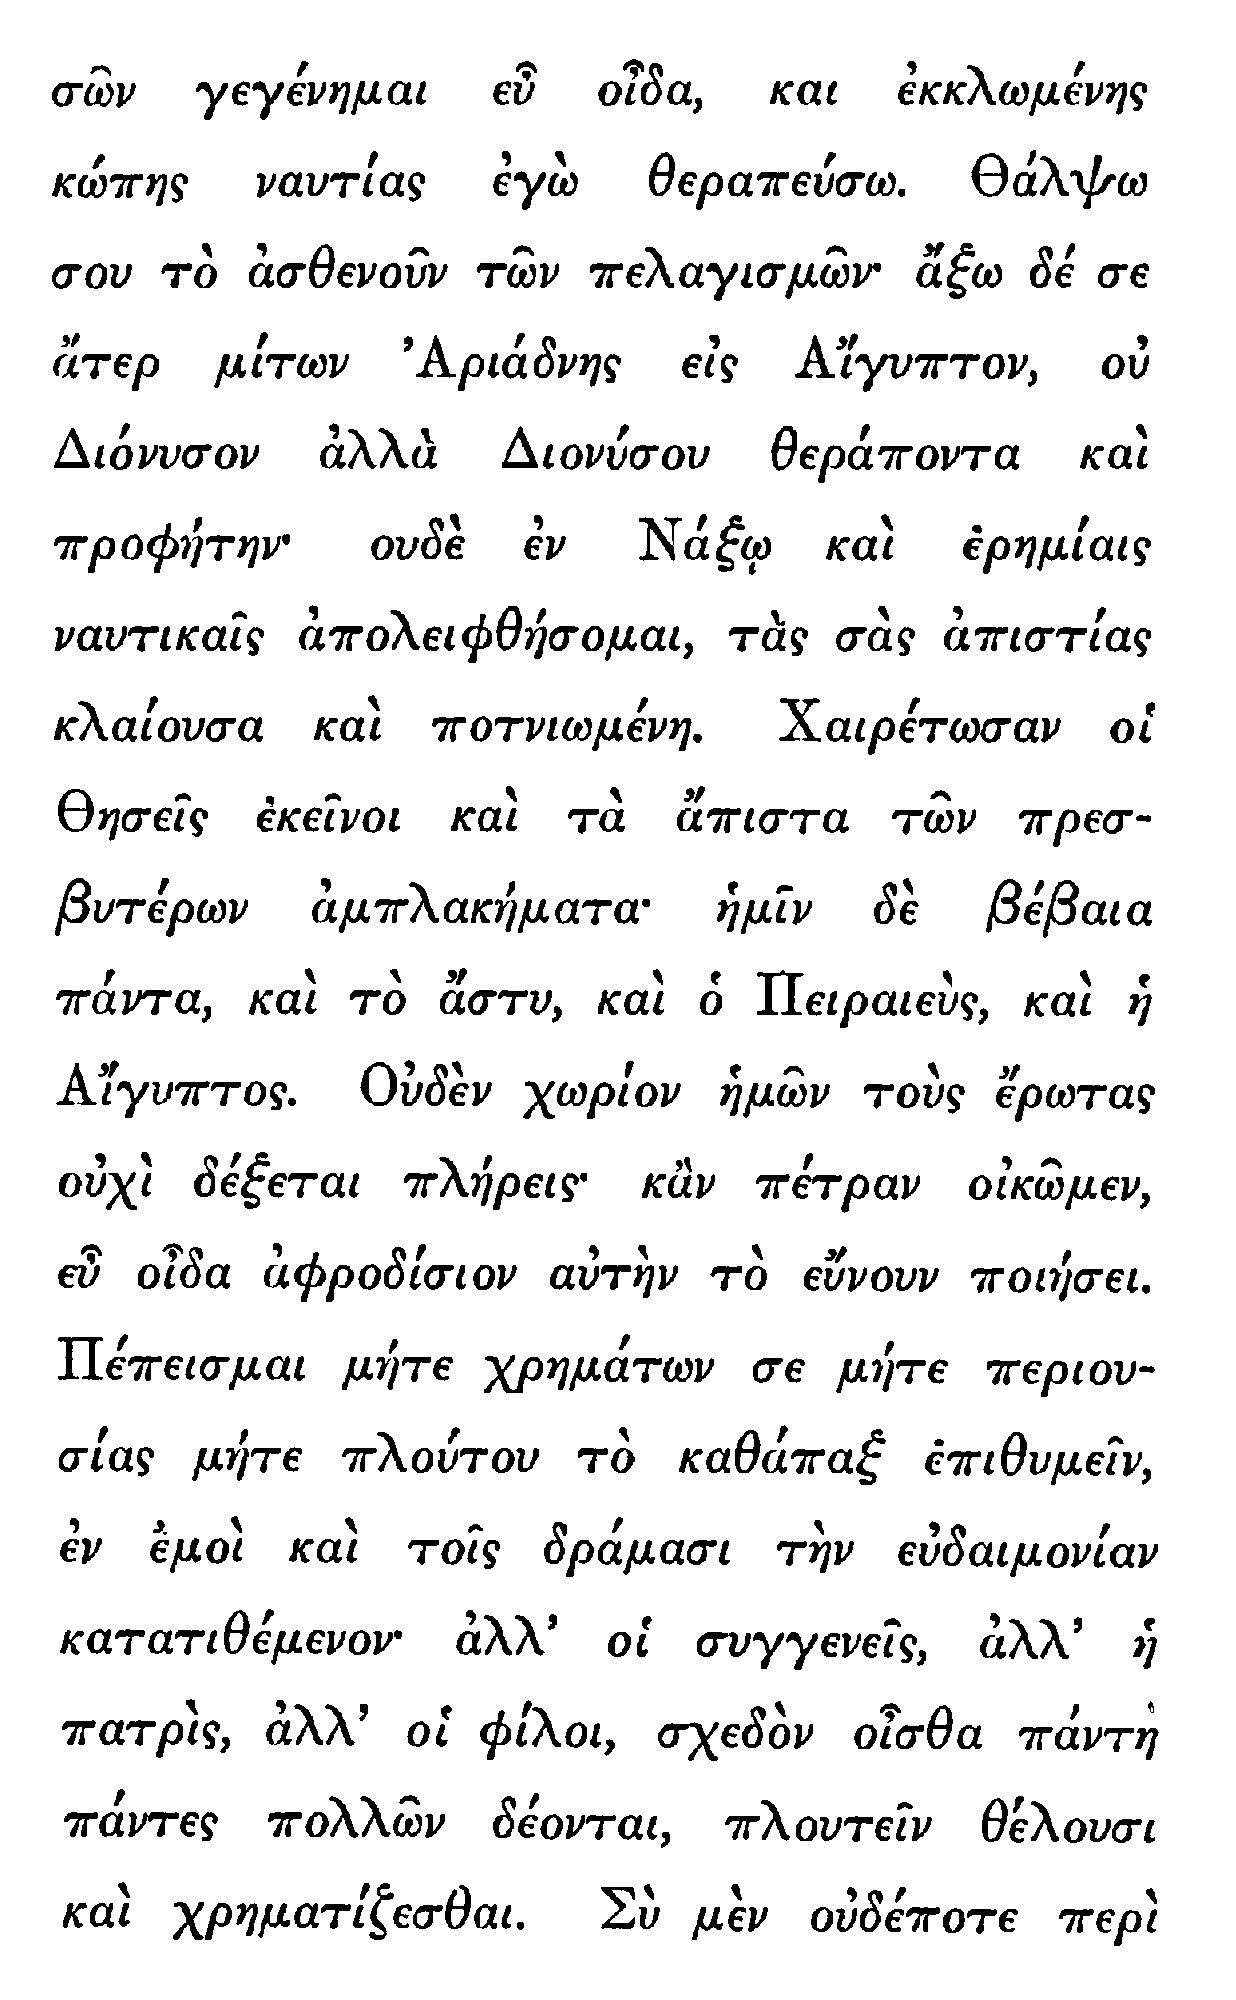 σῶν γεγένημαι εὖ οἶδα, και ἐκκλωμένης
κώπης ναυτίας ἐγὼ θεραπεύσω. Θάλψω
σου τὸ ἀσθενοῦν τῶν πελαγισμῶν· ἄξω δέ σε
ἄτερ μίτων Ἀριάδνης εἰς Αἴγυπτον, οὐ
Διόνυσον ἀλλὰ Διονύσου θεράποντα καὶ
προφήτην· ουδὲ ἐν Νάξῳ καὶ ἐρημίαις
ναυτικαῖς ἀπολειφθήσομαι, τὰς σὰς ἀπιστίας
κλαίουσα καὶ ποτνιωμένη. Χαιρέτωσαν οἱ
Θησεῖς ἐκεῖνοι καὶ τὰ ἄπιστα τῶν πρεσ-
βυτέρων ἀμπλακήματα· ἡμῖν δὲ βέβαια
πάντα, καὶ τὸ ἄστυ, καὶ ὁ Πειραιεὺς, καὶ ἡ
Αἴγυπτος. Οὐδὲν χωρίον ἡμῶν τοὺς ἔρωτας
οὐχὶ δέξεται πλήρεις· κἂν πέτραν οἰκῶμεν,
εὖ οἶδα ἀφροδίσιον αὐτὴν τὸ εὔνουν ποιήσει.
Πέπεισμαι μήτε χρημάτων σε μήτε περιου-
σίας μήτε πλούτου τὸ καθάπαξ ἐπιθυμεῖν,
ἐν ἐμοὶ καὶ τοῖς δράμασι τὴν εὐδαιμονίαν
κατατιθέμενον· ἀλλ’ οἱ συγγενεῖς, ἀλλ’ ἡ
πατρὶς, ἀλλ’ οἱ φίλοι, σχεδὸν οἶσθα πάντὴ
πάντες πολλῶν δέονται, πλουτεῖν θέλουσι
καὶ χρηματίζεσθαι. Σὺ μὲν οὐδέποτε περὶ